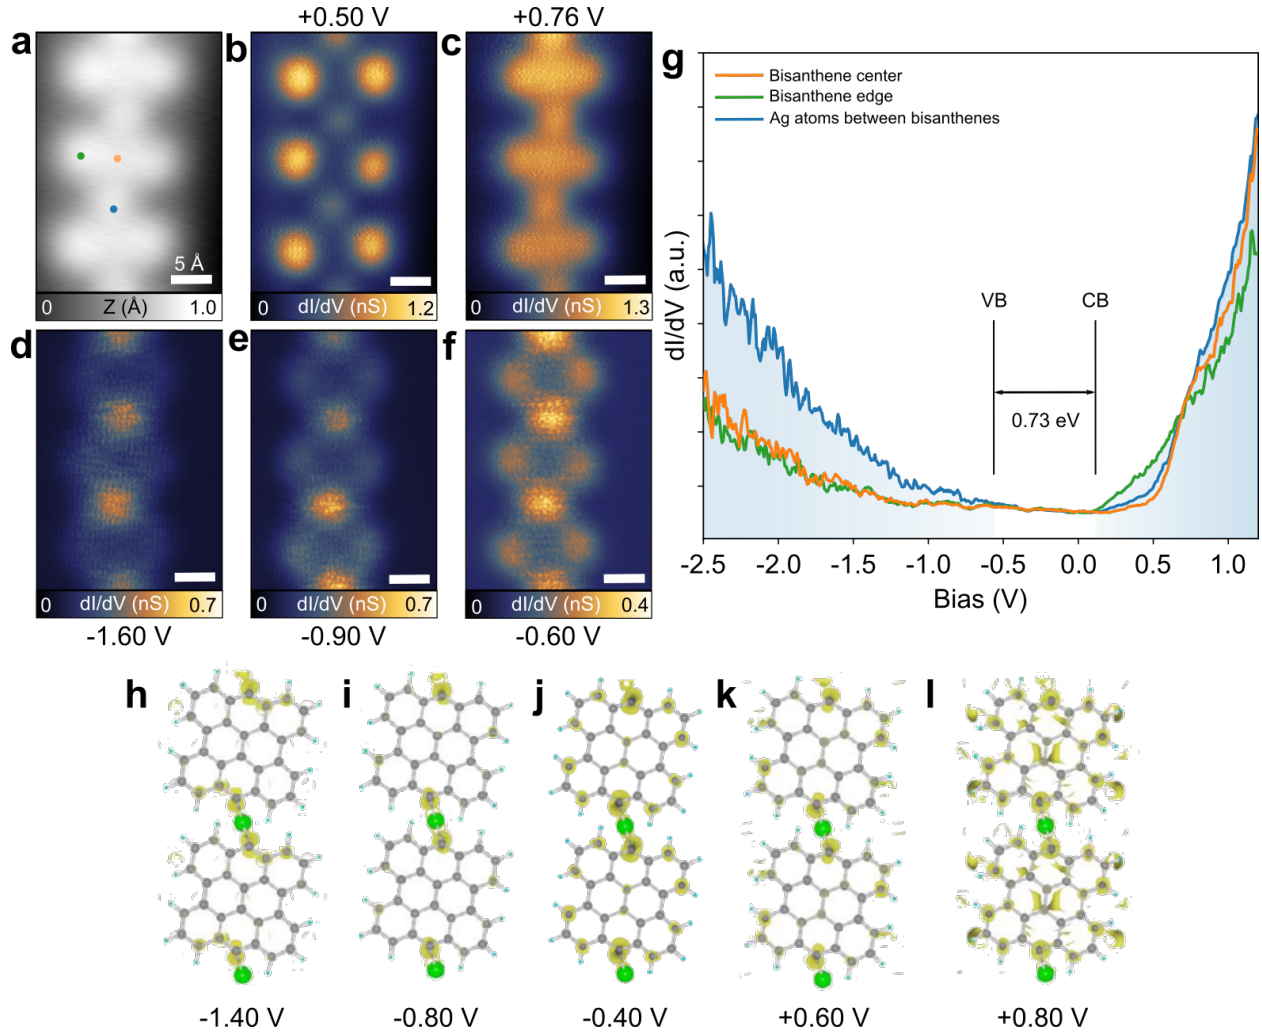 +0.50 V
+0.76 V
a
b
c
5 Å
0 Z (Å) 1.0
0 dI/dV (nS) 1.2
0 dI/dV (nS) 1.3
d
e
f
0 dI/dV (nS) 0.7
0 dI/dV (nS) 0.7
0 dI/dV (nS) 0.4
-1.60 V
-0.90 V
-0.60 V
g
Bisanthene center
Bisanthene edge
Ag atoms between bisanthenes
dI/dV (a.u.)
VB
CB
0.73 eV
-2.5 -2.0 -1.5 -1.0 -0.5 0.0 0.5 1.0
Bias (V)
h
i
j
k
l
-1.40 V
-0.80 V
-0.40 V
+0.60 V
+0.80 V